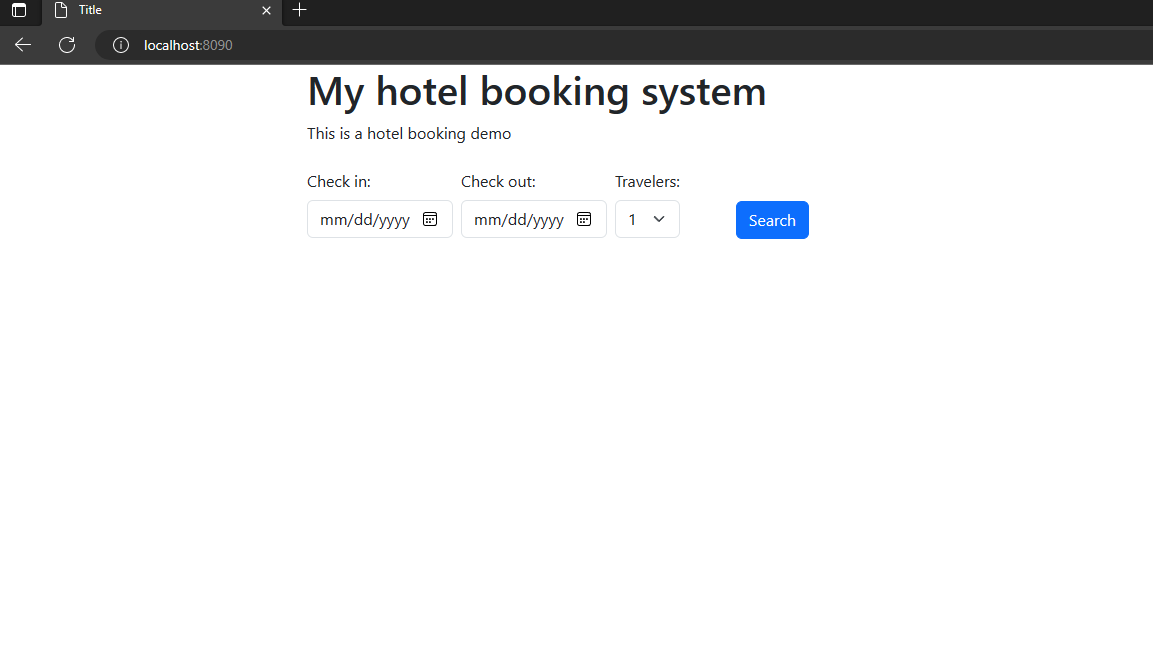 Title
localhost:8090
My hotel booking system
This is a hotel booking demo
Check in: Check out: Travelers:
mm/dd/yyyy mm/dd/yyyy 1 Search